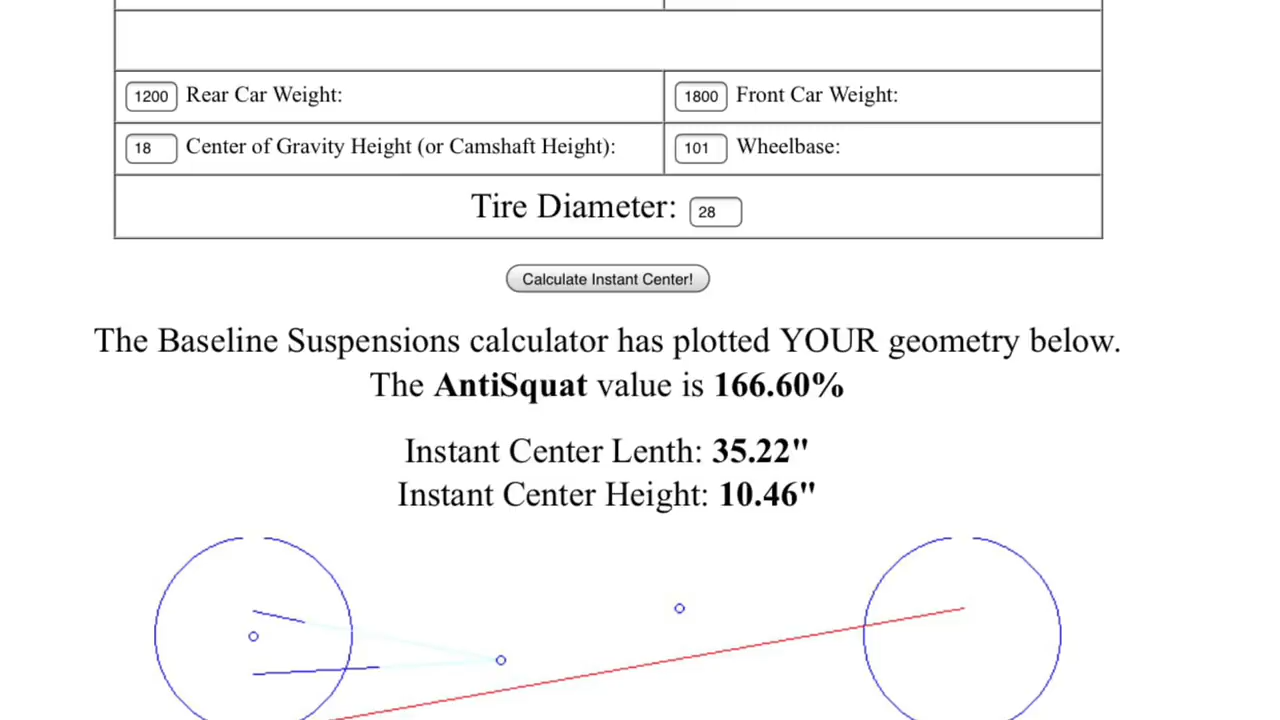 1200 Rear Car Weight: 1800 Front Car Weight:
18 Center of Gravity Height (or Camshaft Height): 101 Wheelbase:
Tire Diameter: 28
Calculate Instant Center!
The Baseline Suspensions calculator has plotted YOUR geometry below.
The AntiSquat value is 166.60%
Instant Center Lenth: 35.22"
Instant Center Height: 10.46"